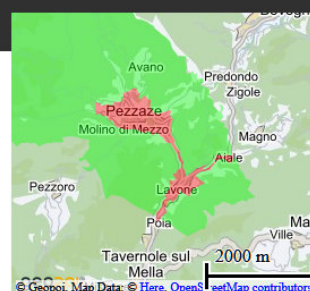 Avano
Predondo
Zigole
Pezzaze
Molino di Mezzo
Magno
Aiale
Pezzoro
Lavone
Poia
Ma
Ville
Tavernole sul
Mella
2000 m
© Geopoi, Map Data: © Here, OpenStreetMap contributors